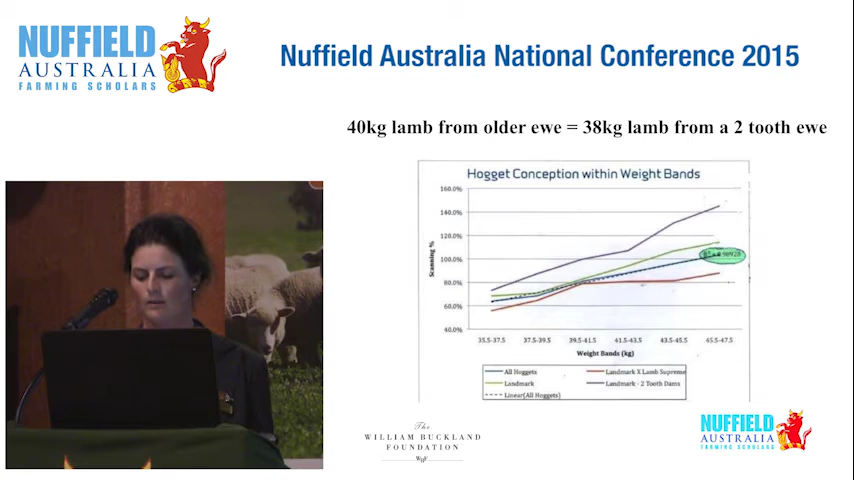 NUFFIELD
AUSTRALIA
FARMING SCHOLARS
Nuffield Australia National Conference 2015
40kg lamb from older ewe = 38kg lamb from a 2 tooth ewe
Hogget Conception within Weight Bands
160.0%
140.0%
120.0%
100.0%
80.0%
60.0%
40.0%
Scanning %
35.5-37.5 37.5-39.5 39.5-41.5 41.5-43.5 43.5-45.5 65.5-47.5
Weight Bands (kg)
All Hoggets Landmark X Lamb Supreme
Landmark Landmark - 2 Tooth Dams
Linear(All Hoggets)
The
WILLIAM BUCKLAND
FOUNDATION
NUFFIELD
AUSTRALIA
FARMING SCHOLARS